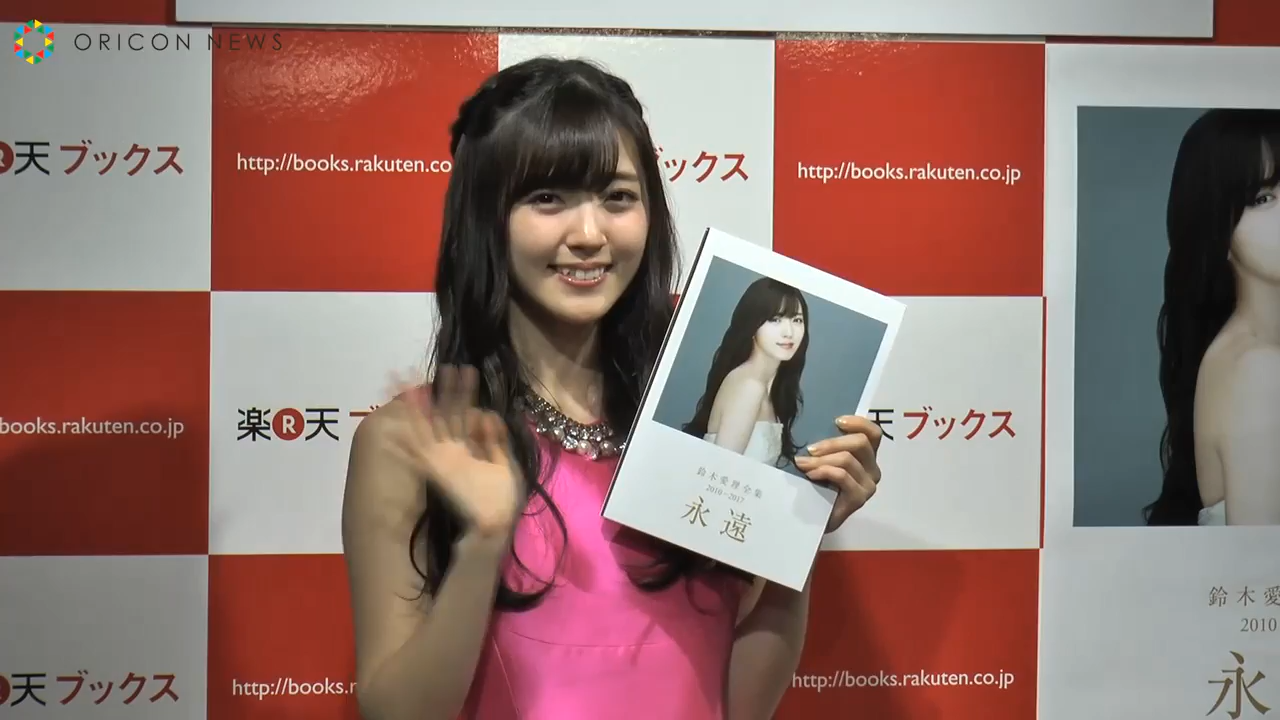 ORICON NEWS
天ブックス
http://books.rakuten.co
ックス
http://books.rakuten.co.jp
books.rakuten.co.jp
楽R天 ブ
天ブックス
鈴木愛理全集
2010-2017
永遠
鈴木愛
2010
永
天ブックス
http://books.r
http://books.rakuten.co.jp